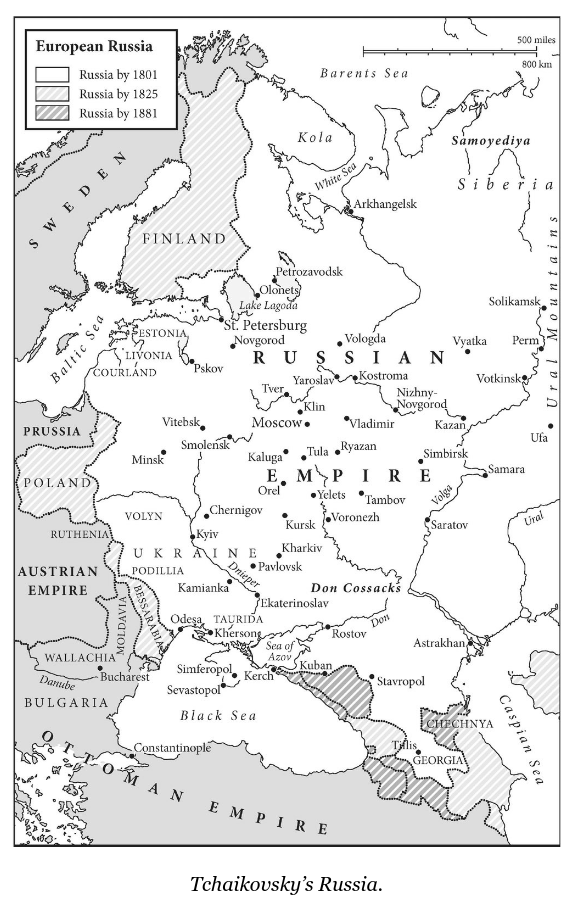 European Russia
Russia by 1801
Russia by 1825
Russia by 1881
500 miles
800 km
Barents Sea
Kola
Samoyediya
Siberia
White Sea
Arkhangelsk
SWEDEN
FINLAND
Petrozavodsk
Olonets
Lake Lagoda
Solikamsk
Ural Mountains
St. Petersburg
Baltic Sea
ESTONIA
Novgorod
Vologda
Vyatka
Perm
LIVONIA
RUSSIAN
COURLAND
Pskov
Yaroslav
Kostroma
Votkinsk
Tver
Nizhny-
Novgorod
Klin
PRUSSIA
Vitebsk
Moscow
Vladimir
Kazan
Ufa
Smolensk
Minsk
Kaluga
Tula
Ryazan
Simbirsk
Samara
POLAND
EMPIRE
Orel
Yelets
Tambov
Volga
VOLYN
Chernigov
Kursk
Voronezh
Saratov
Ural
RUTHENIA
Kyiv
UKRAINE
Kharkiv
AUSTRIAN
EMPIRE
PODILLIA
Pavlovsk
Dnieper
Kamianka
Don Cossacks
Ekaterinoslav
MOLDAVIA
BESSARABIA
Odesa
TAURIDA
Kherson
Rostov
Don
Astrakhan
WALLACHIA
Sea of
Azov
Bucharest
Simferopol
Kerch
Kuban
Stavropol
Danube
Sevastopol
BULGARIA
Black Sea
CHECHNYA
Caspian Sea
Constantinople
Tiflis
GEORGIA
OTTOMAN EMPIRE
Tchaikovsky's Russia.